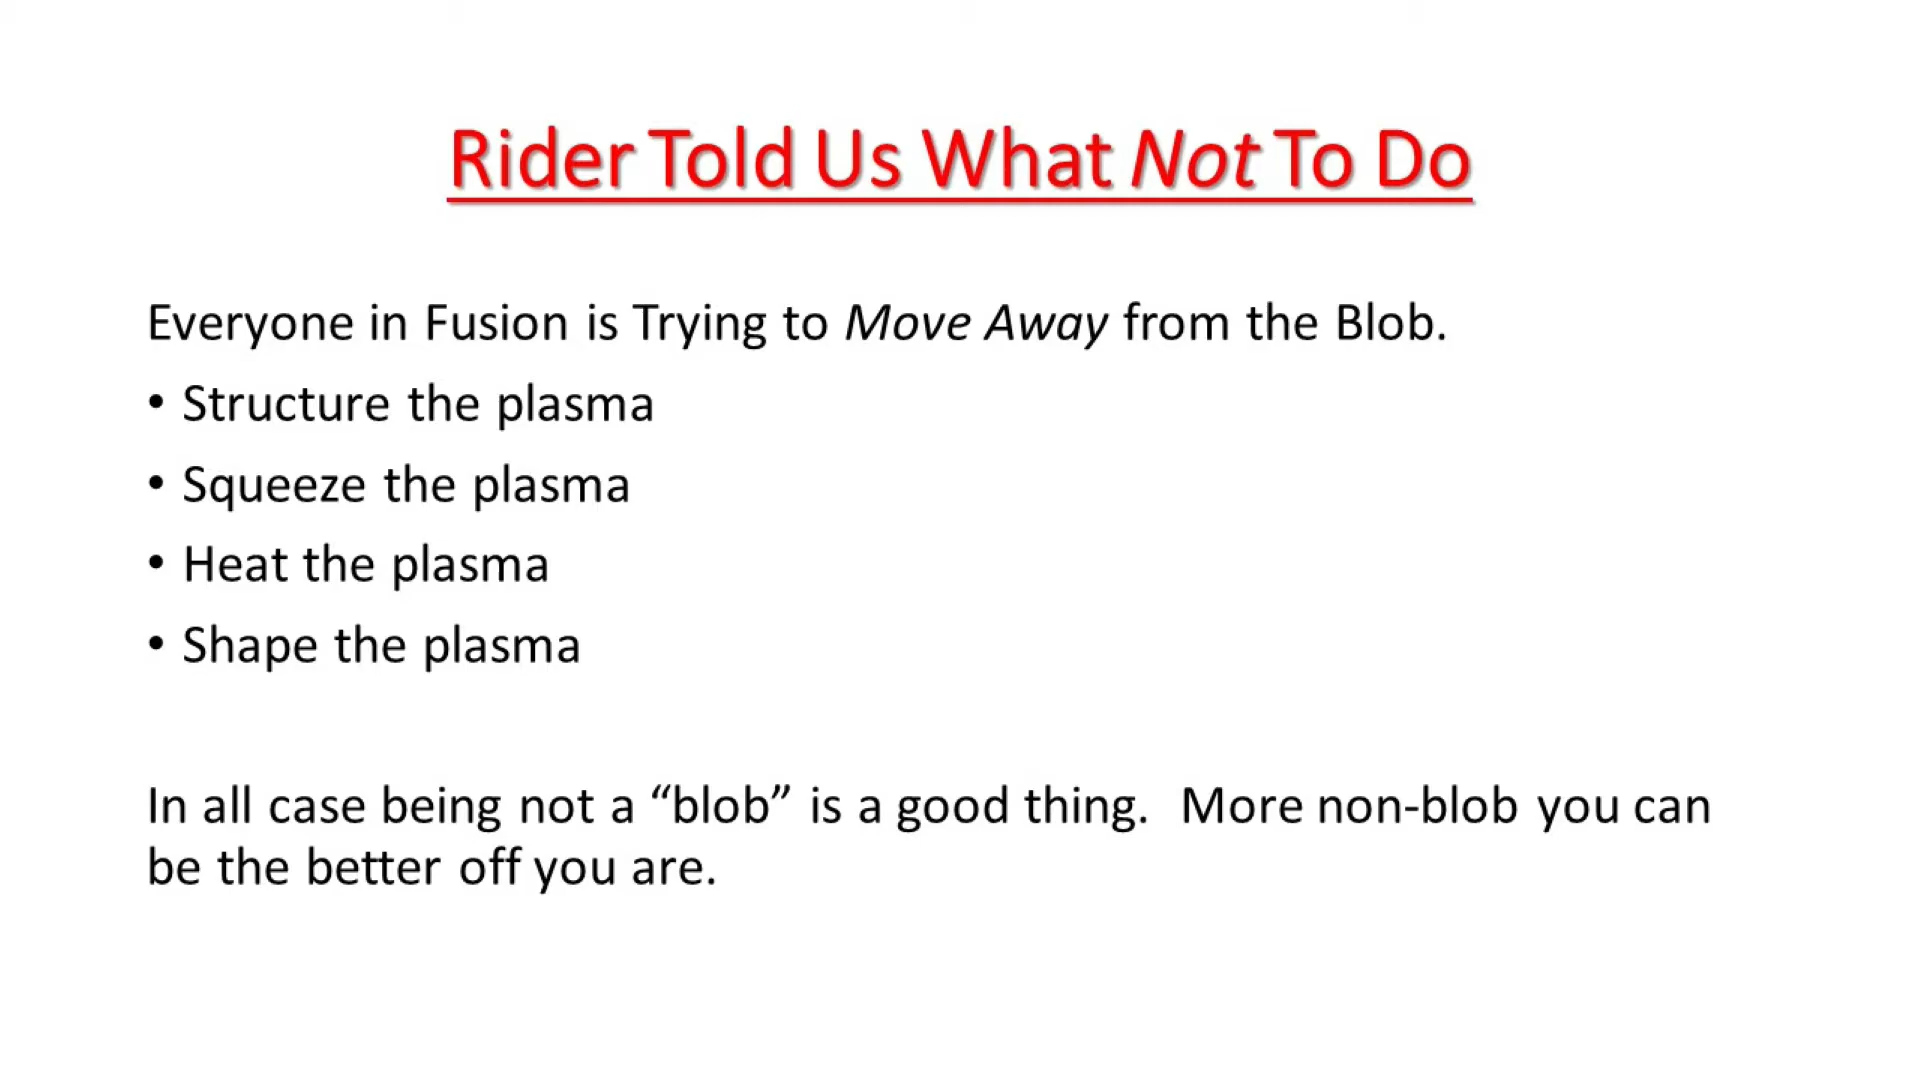 Rider Told Us What Not To Do
Everyone in Fusion is Trying to Move Away from the Blob.
• Structure the plasma
• Squeeze the plasma
• Heat the plasma
• Shape the plasma
In all case being not a “blob” is a good thing.  More non-blob you can
be the better off you are.